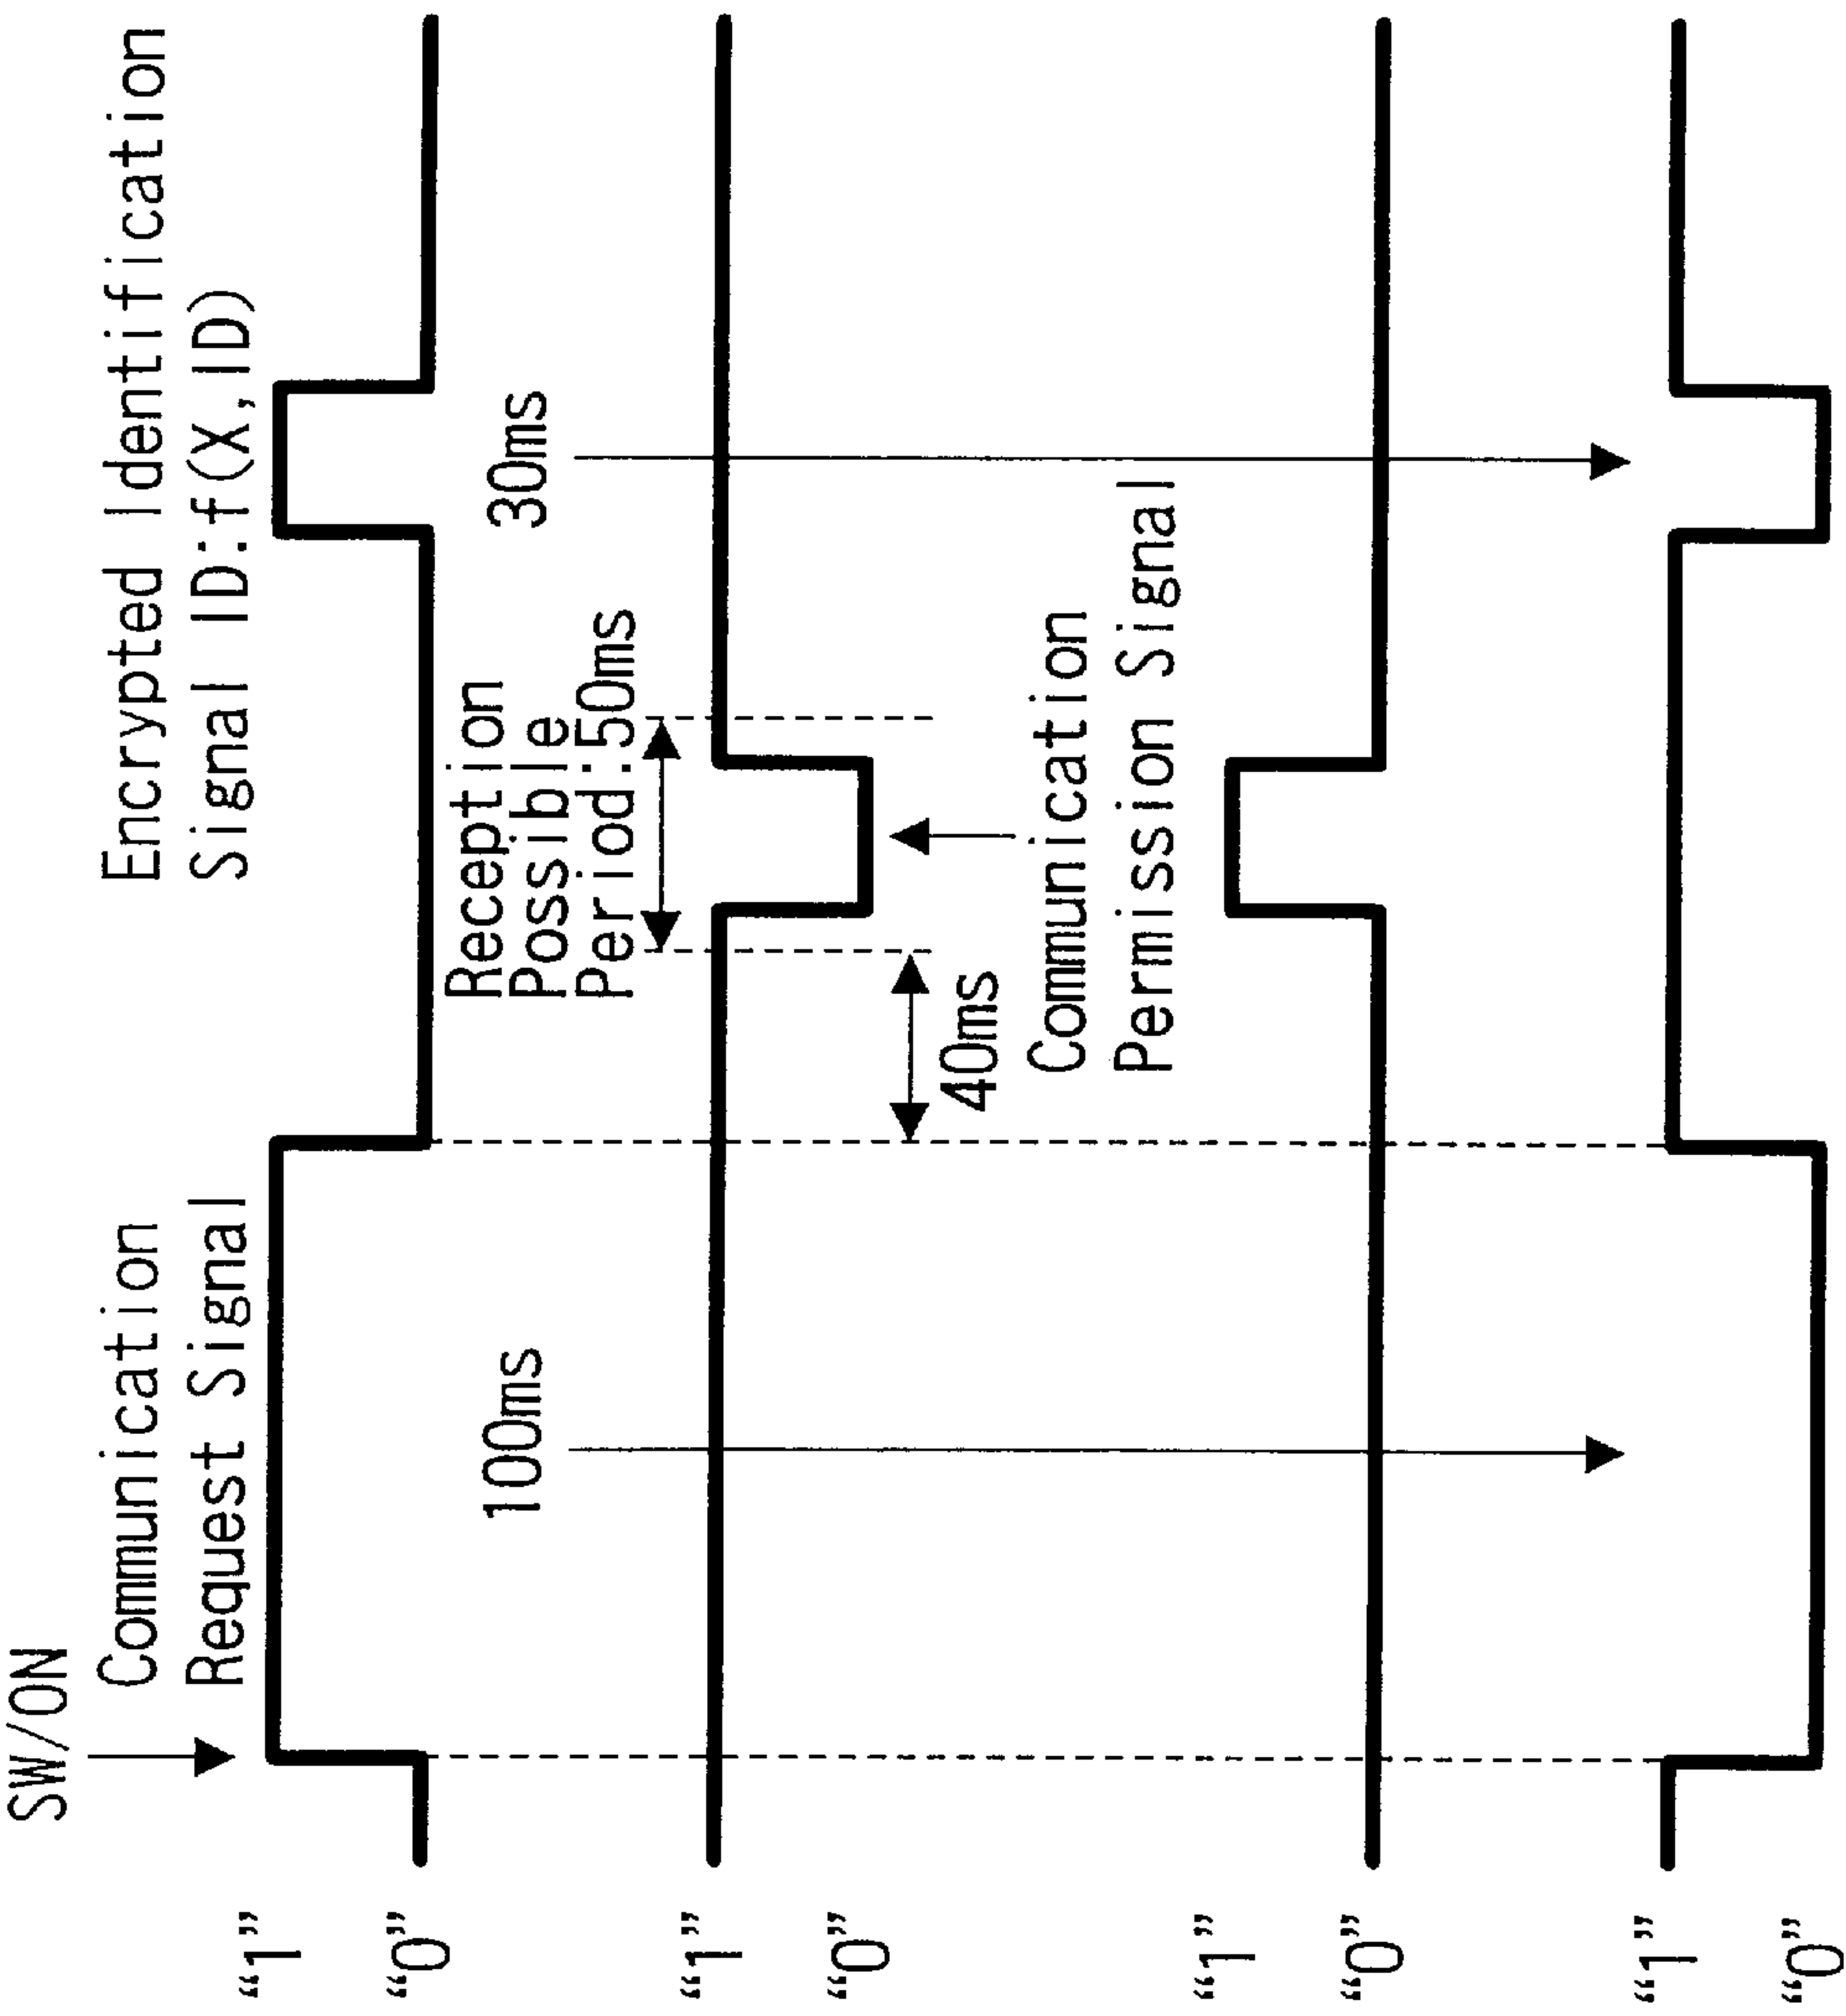 SW/ON
Communication
Request Signal
Encrypted Identification
Signal ID:f(X,ID)
“1”
“0”
100ms
30ms
Reception
Possible
Period:50ms
“1”
“0”
40ms
Communication
Permission Signal
“1”
“0”
“1”
“0”